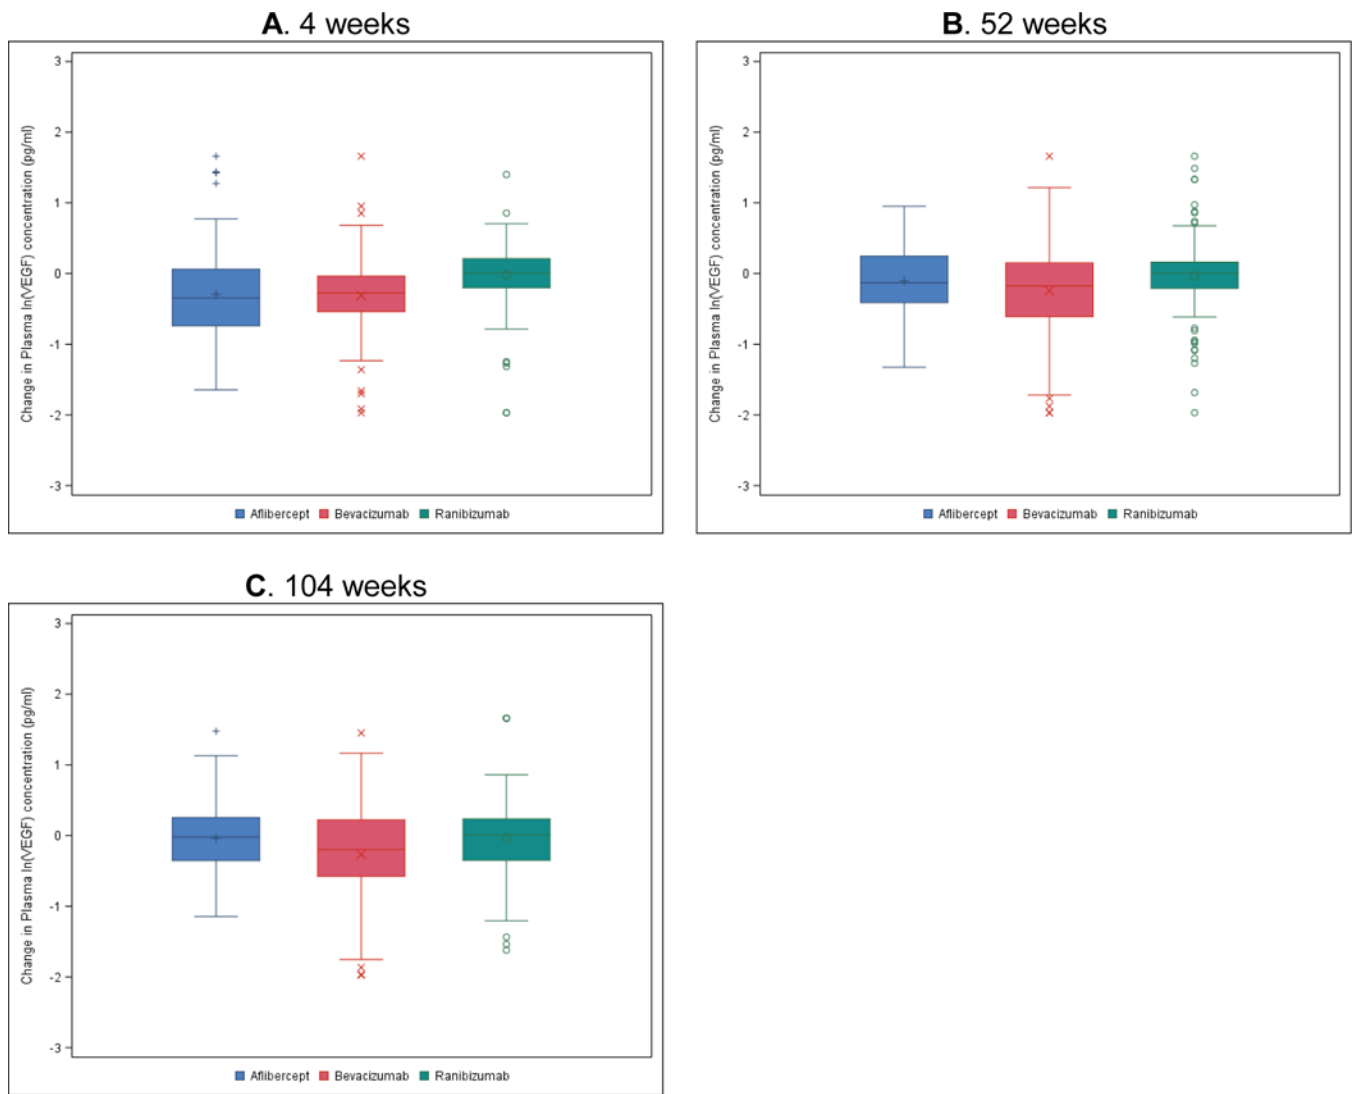 A. 4 weeks
Change in Plasma ln(VEGF) concentration (pg/ml)
3
2
1
0
-1
-2
-3
Aflibercept Bevacizumab Ranibizumab
B. 52 weeks
Change in Plasma ln(VEGF) concentration (pg/ml)
3
2
1
0
-1
-2
-3
Aflibercept Bevacizumab Ranibizumab
C. 104 weeks
Change in Plasma ln(VEGF) concentration (pg/ml)
3
2
1
0
-1
-2
-3
Aflibercept Bevacizumab Ranibizumab